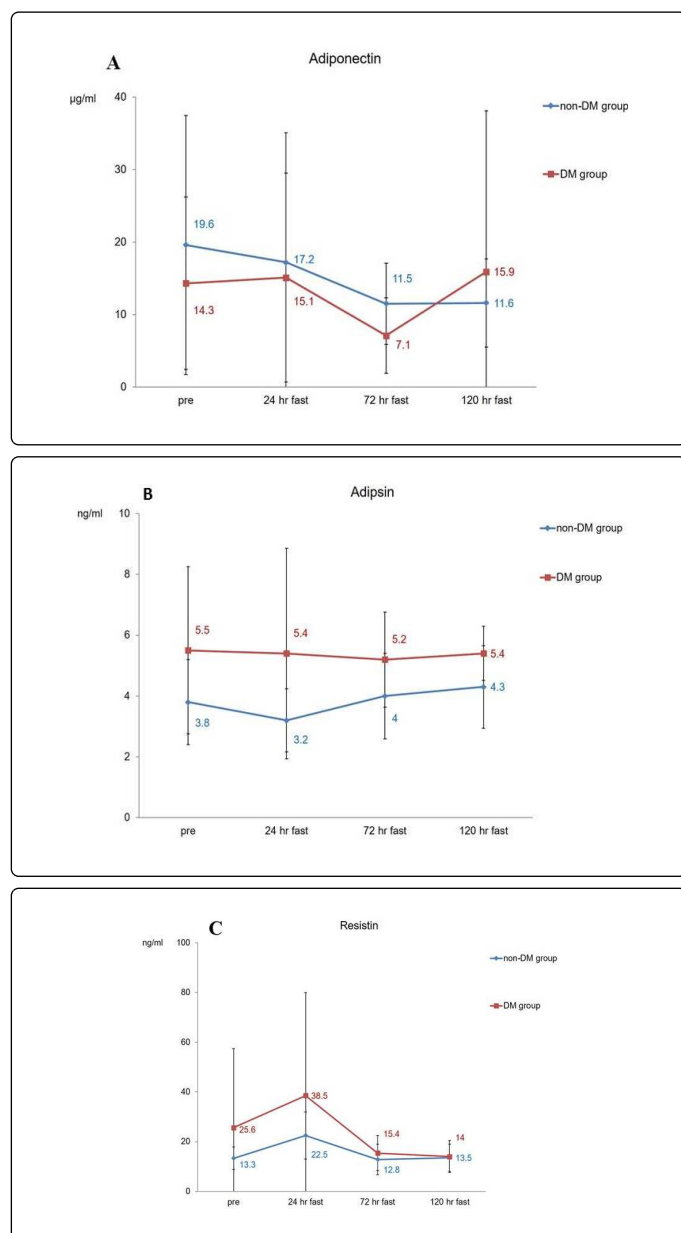 A
Adiponectin
µg/ml
40
non-DM group
30
DM group
20
19.6
17.2
11.5
15.9
14.3
15.1
7.1
11.6
10
0
pre
24 hr fast
72 hr fast
120 hr fast
B
Adipsin
ng/ml
10
non-DM group
8
DM group
6
5.5
5.4
5.2
5.4
4
3.8
3.2
4
4.3
2
0
pre
24 hr fast
72 hr fast
120 hr fast
C
Resistin
ng/ml
100
non-DM group
80
DM group
60
40
25.6
38.5
15.4
14
20
13.3
22.5
12.8
13.5
0
pre
24 hr fast
72 hr fast
120 hr fast